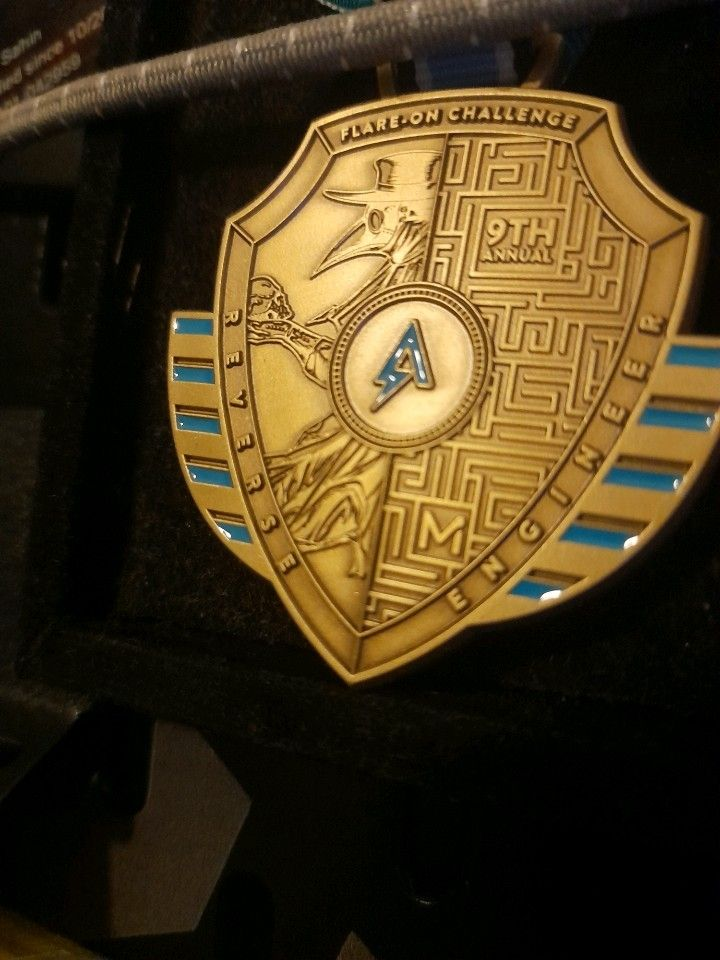 FLARE-ON CHALLENGE
9TH
ANNUAL
REVERSE
ENGINEER
M